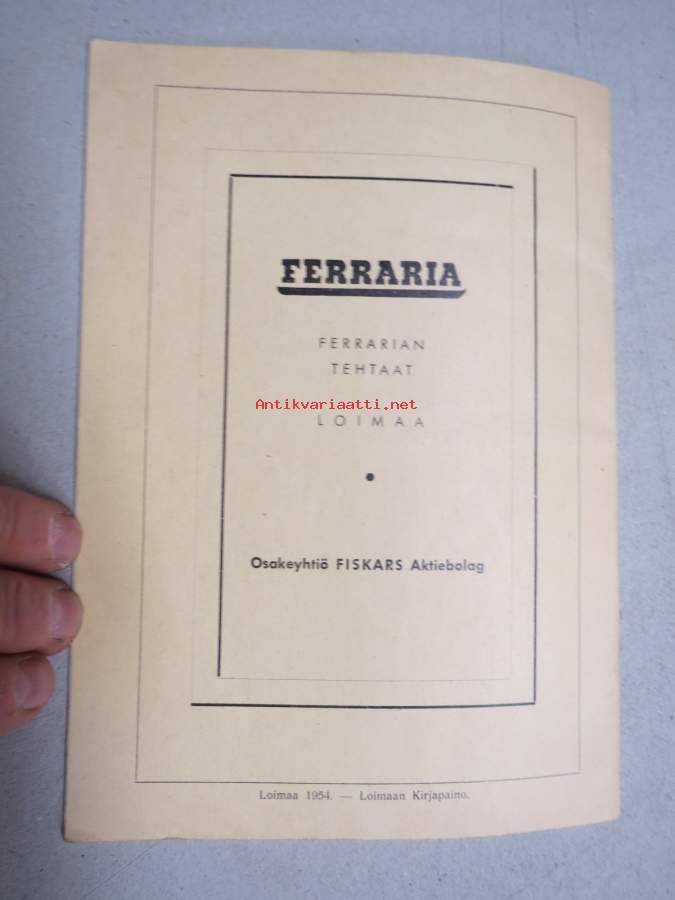 FERRARIA
FERRARIAN
TEHTAAT
Antikvariaatti.net
LOIMAA
Osakeyhtiö FISKARS Aktiebolag
Loimaa 1954. — Loimaan Kirjapaino.